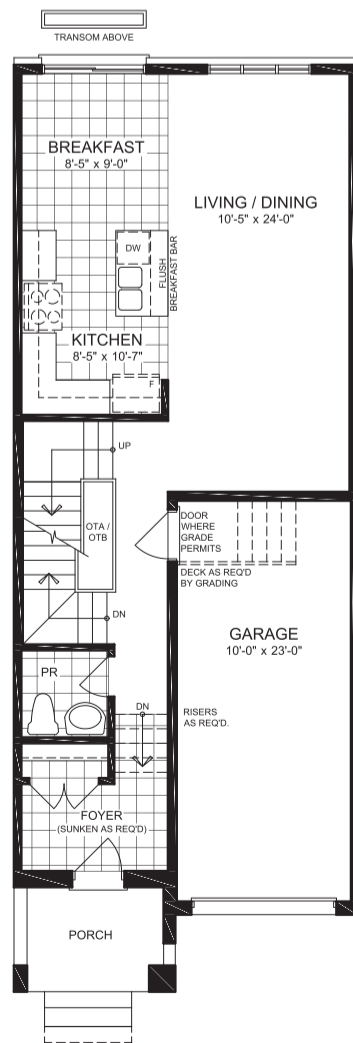 TRANSOM ABOVE
BREAKFAST
8'-5" x 9'-0"
LIVING / DINING
10'-5" x 24'-0"
DW
FLUSH
BREAKFAST BAR
KITCHEN
8'-5" x 10'-7"
F
UP
OTA /
OTB
DOOR
WHERE
GRADE
PERMITS
DECK AS REQ'D
BY GRADING
DN
GARAGE
10'-0" x 23'-0"
PR
DN
RISERS
AS REQ'D.
FOYER
(SUNKEN AS REQ'D)
PORCH